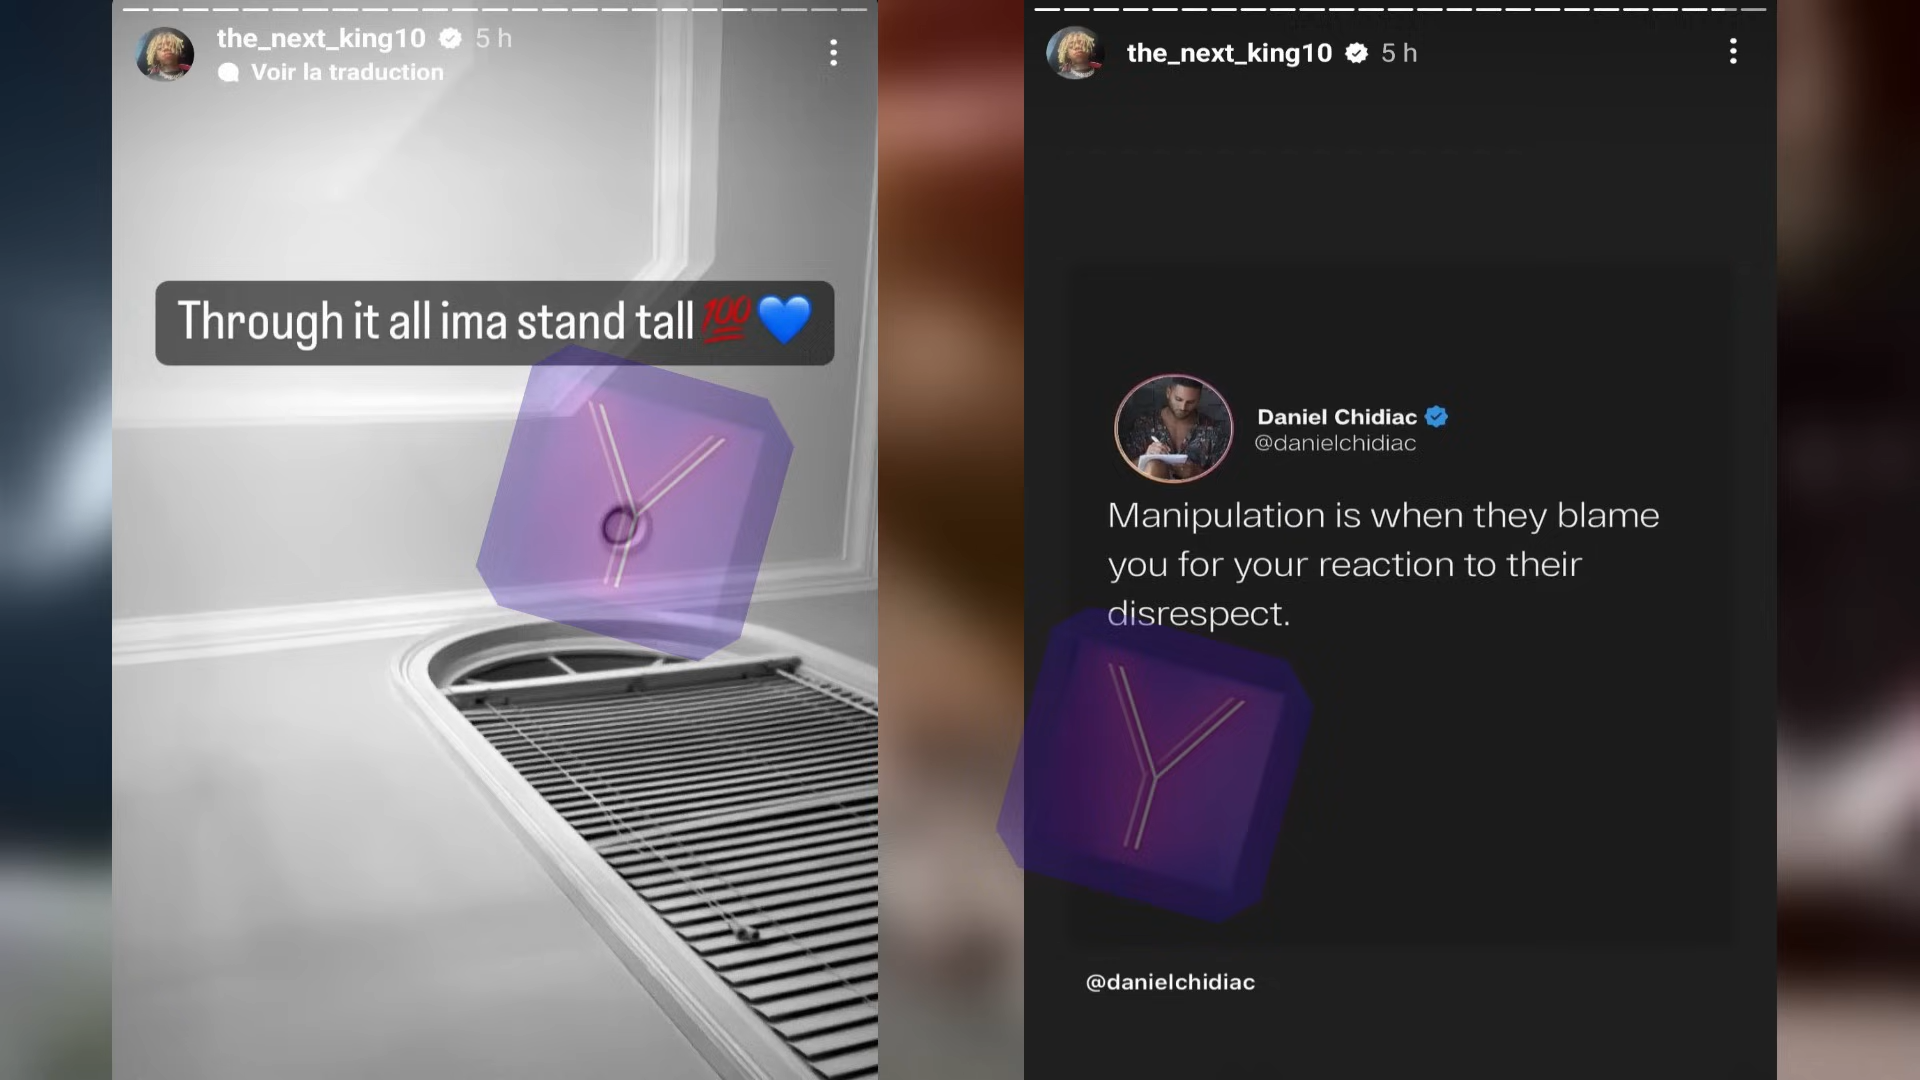 the_next_king10 5 h
Voir la traduction
Through it all ima stand tall💯💙
Y
the_next_king10 5 h
Daniel Chidiac
@danielchidiac
Manipulation is when they blame
you for your reaction to their
disrespect.
Y
@danielchidiac